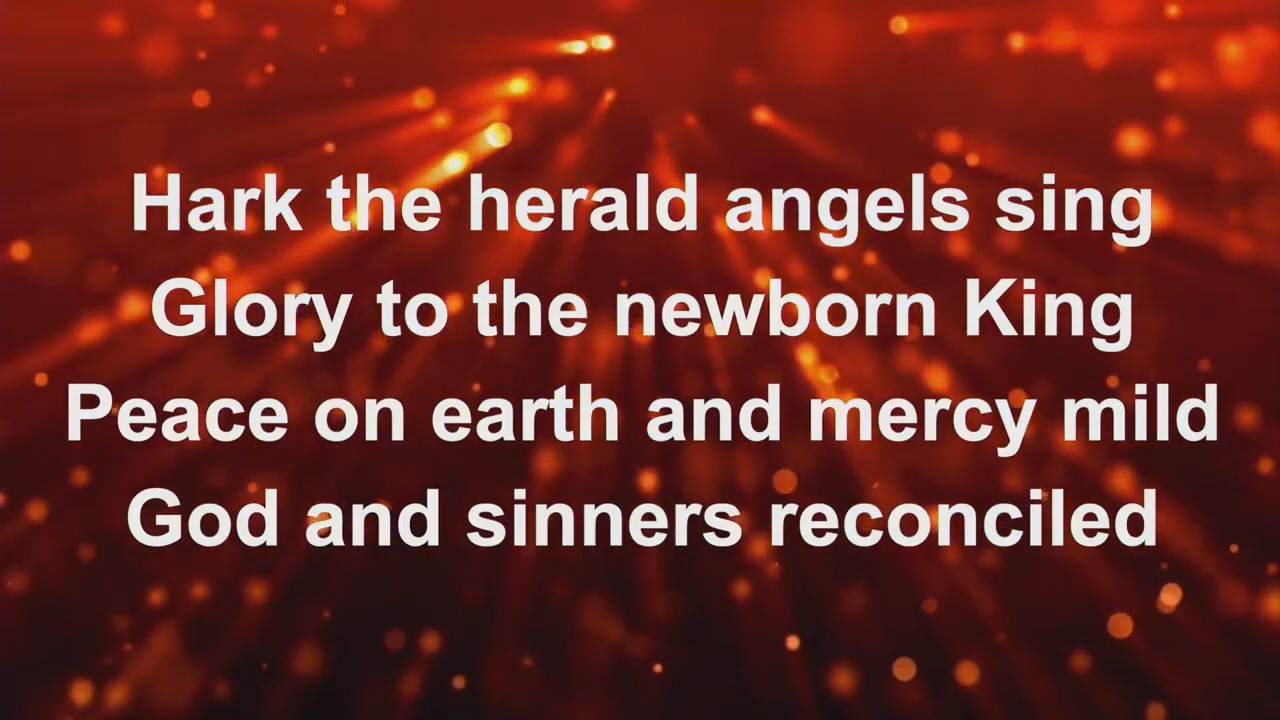 Hark the herald angels sing
Glory to the newborn King
Peace on earth and mercy mild
God and sinners reconciled